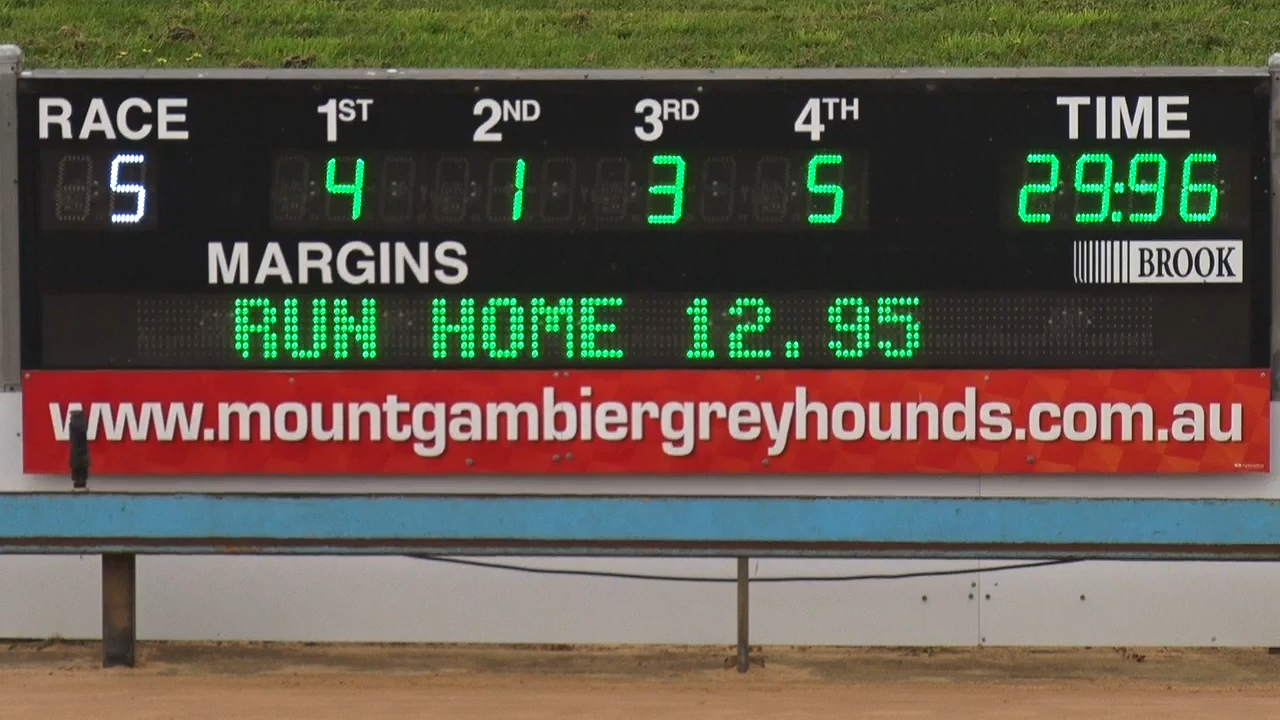 RACE 1ST 2ND 3RD 4TH TIME
5 4 1 3 5 29:96
MARGINS BROOK
RUN HOME 12.95
www.mountgambiergreyhounds.com.au